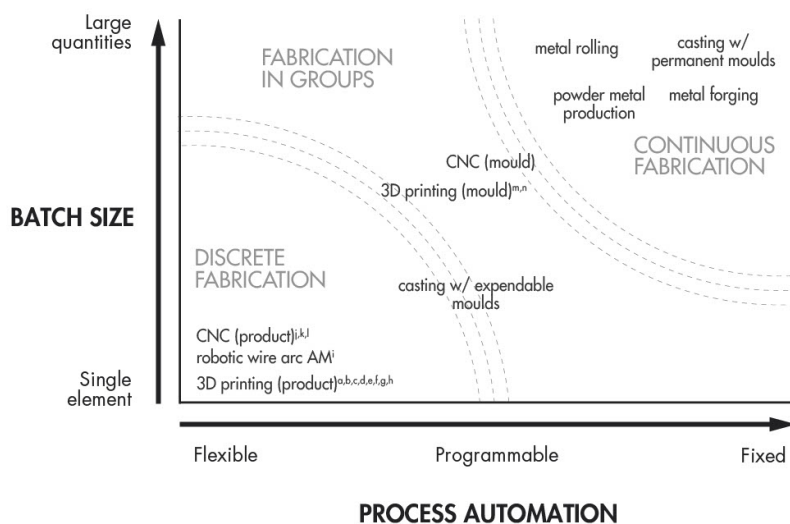 Large
quantities
BATCH SIZE
Single
element
FABRICATION
IN GROUPS
metal rolling
casting w/
permanent moulds
powder metal
production
metal forging
CONTINUOUS
FABRICATION
CNC (mould)
3D printing (mould)m,n
DISCRETE
FABRICATION
casting w/ expendable
moulds
CNC (product)j,k,l
robotic wire arc AMi
3D printing (product)a,b,c,d,e,f,g,h
Flexible
Programmable
Fixed
PROCESS AUTOMATION